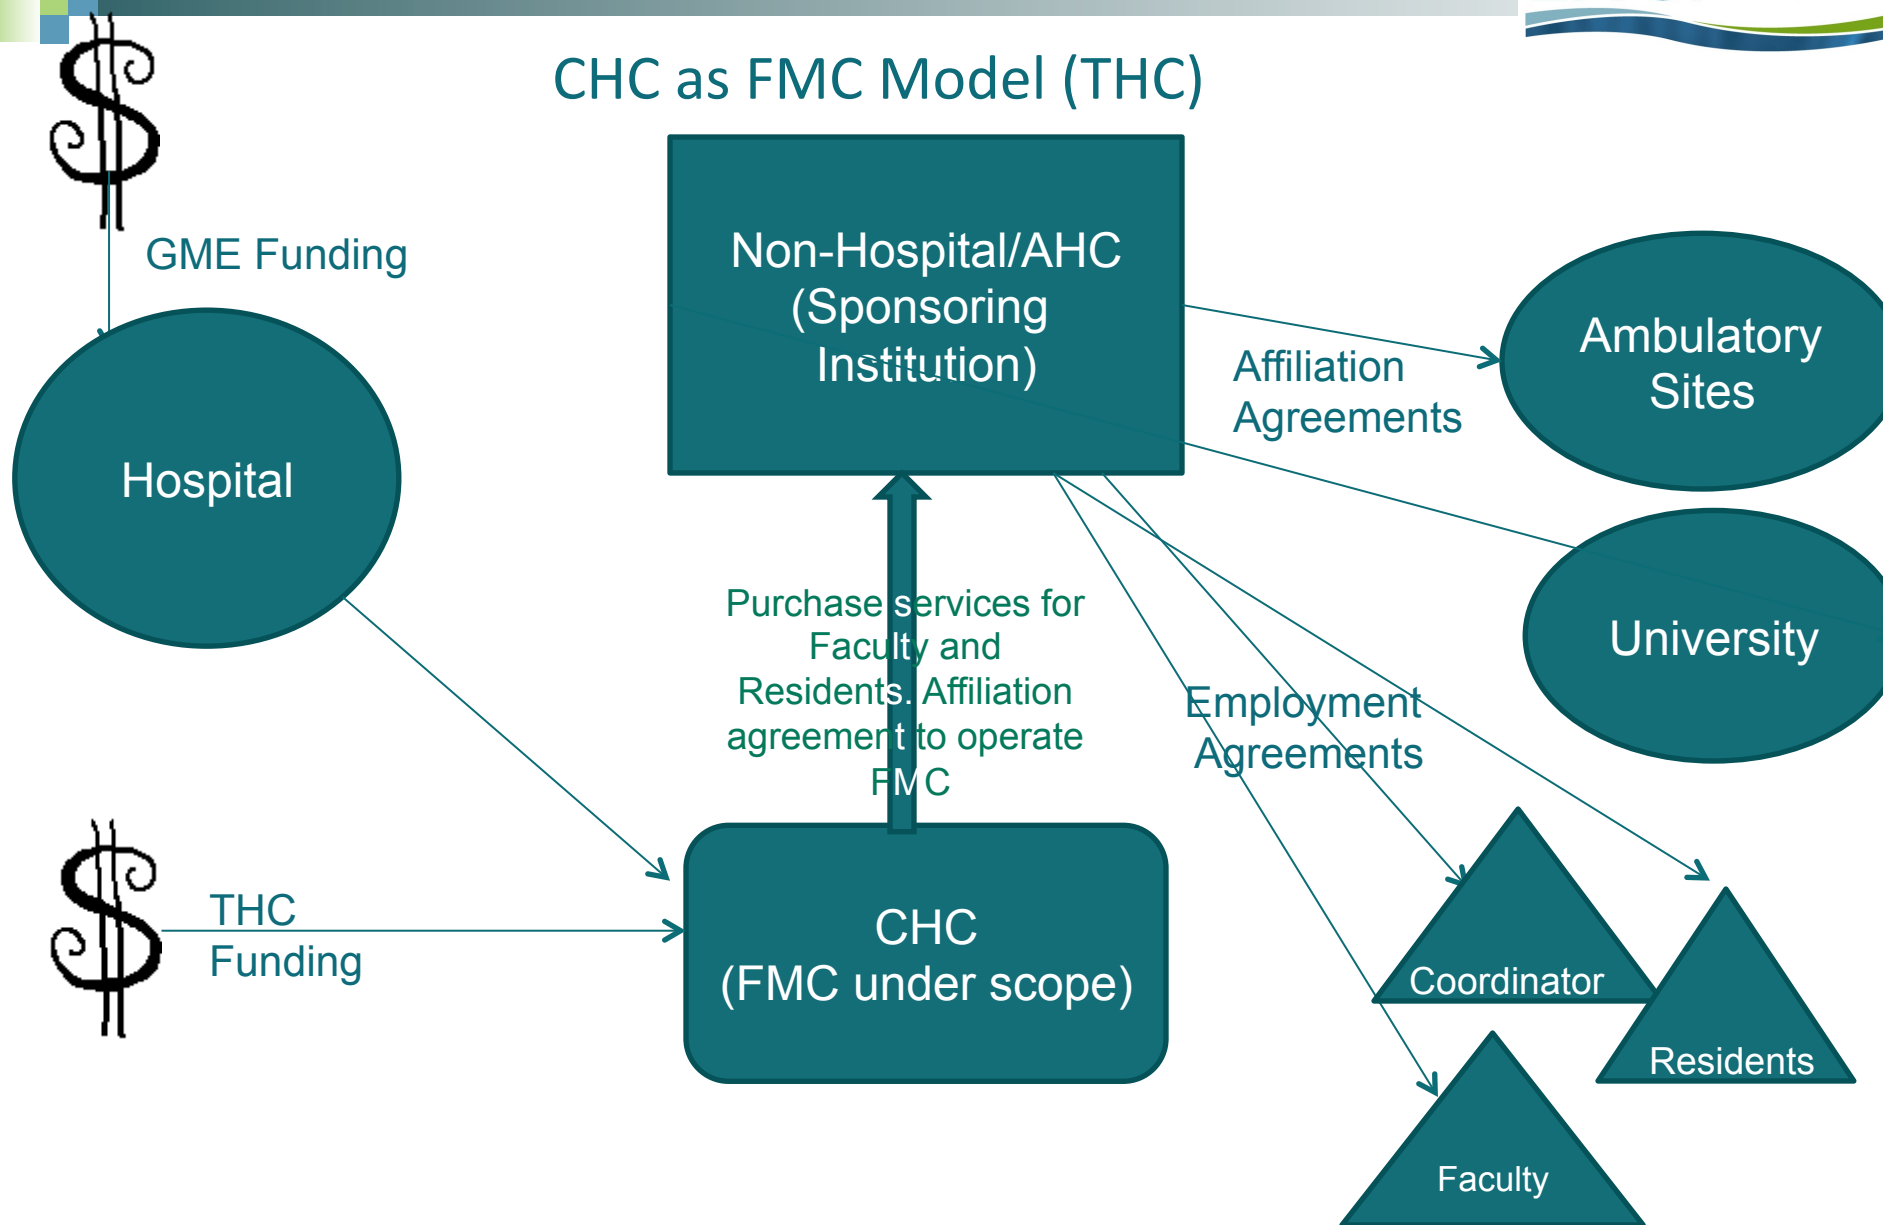 CHC as FMC Model (THC)
GME Funding
Non-Hospital/AHC
(Sponsoring
Institution)
Ambulatory
Sites
Affiliation
Agreements
Hospital
University
Purchase services for
Faculty and
Residents. Affiliation
agreement to operate
FMC
Employment
Agreements
THC
Funding
CHC
(FMC under scope)
Coordinator
Residents
Faculty